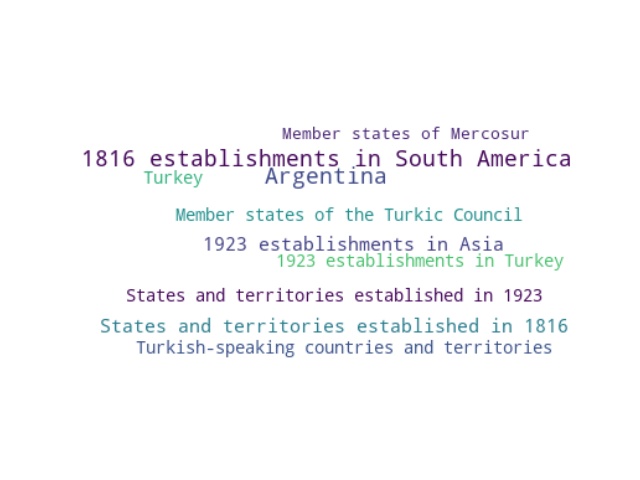 Member states of Mercosur
1816 establishments in South America
Turkey
Argentina
Member states of the Turkic Council
1923 establishments in Asia
1923 establishments in Turkey
States and territories established in 1923
States and territories established in 1816
Turkish-speaking countries and territories